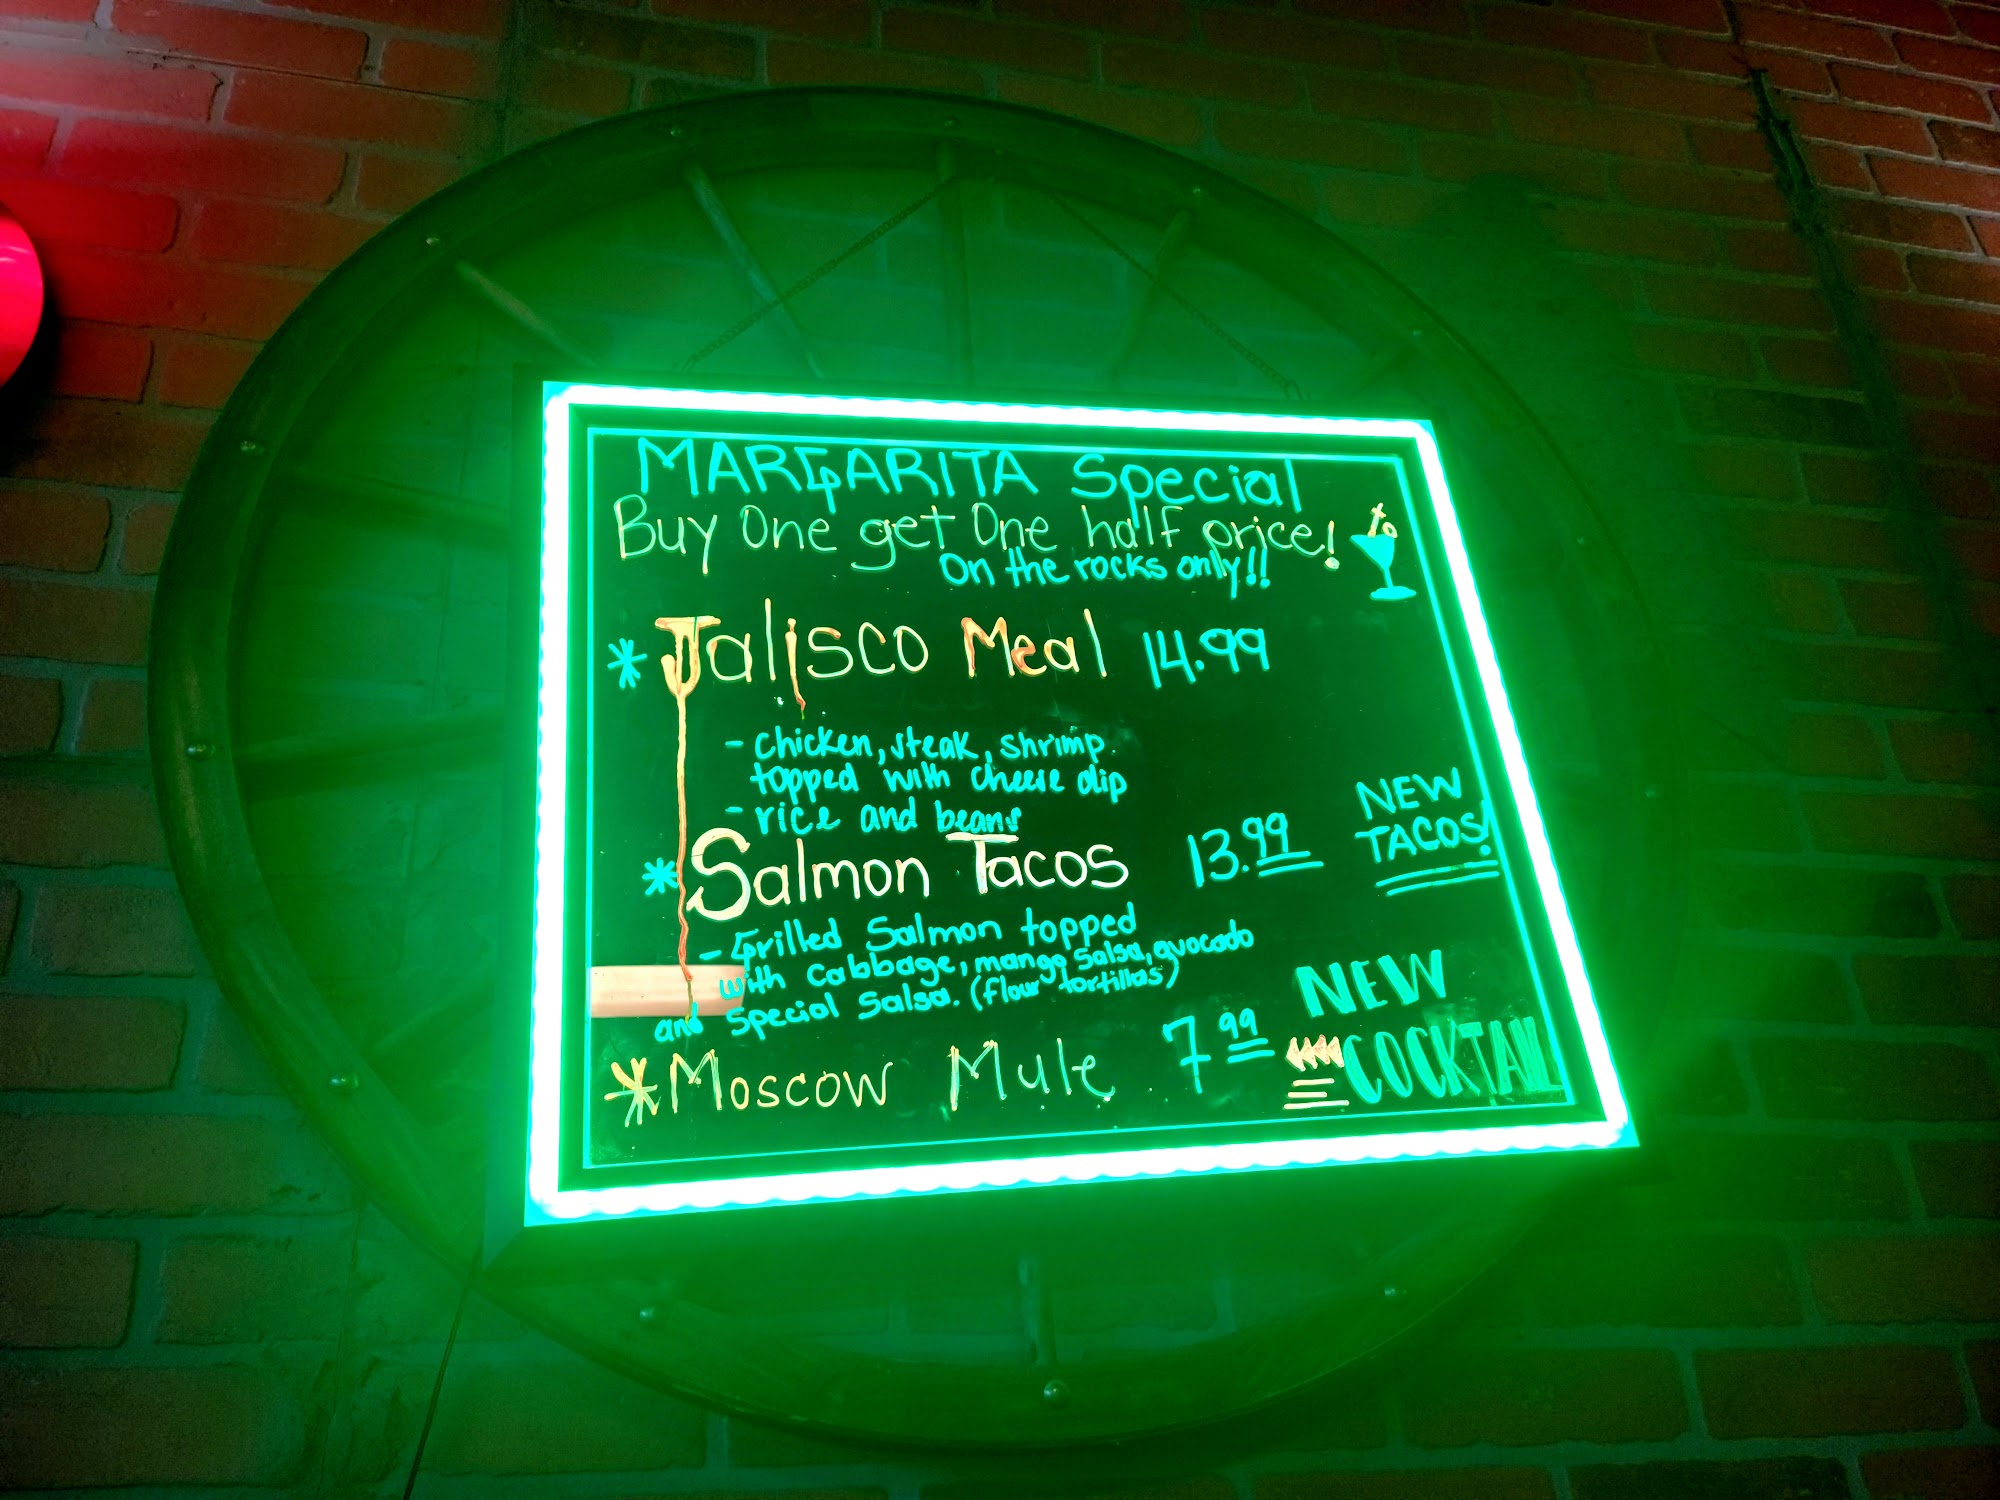 MARGARITA Special
Buy One get One half price!
On the rocks only!!
* Jalisco Meal 14.99
- chicken, steak, shrimp.
topped with cheese dip
- rice and beans
* Salmon Tacos 13.99
NEW
TACOS!
- Grilled Salmon topped
with cabbage, mango Salsa, avocado
and Special Salsa. (flour tortillas)
* Moscow Mule 7.99
NEW
COCKTAIL